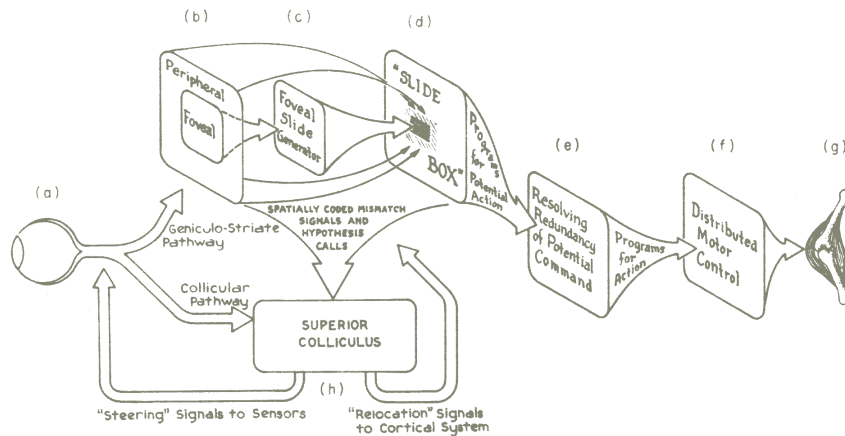 (b)
(c)
(d)
Peripheral
Foveal
Foveal
Slide
Generator
"SLIDE
BOX"
Programs
for
Potential
Action
(e)
(f)
(g)
(a)
Resolving
Redundancy
of Potential
Command
Programs
for
Action
Distributed
Motor
Control
SPATIALLY CODED MISMATCH
SIGNALS AND
HYPOTHESIS
CALLS
Geniculo-Striate
Pathway
Collicular
Pathway
SUPERIOR
COLLICULUS
(h)
"Steering" Signals to Sensors
"Relocation" Signals
to Cortical System